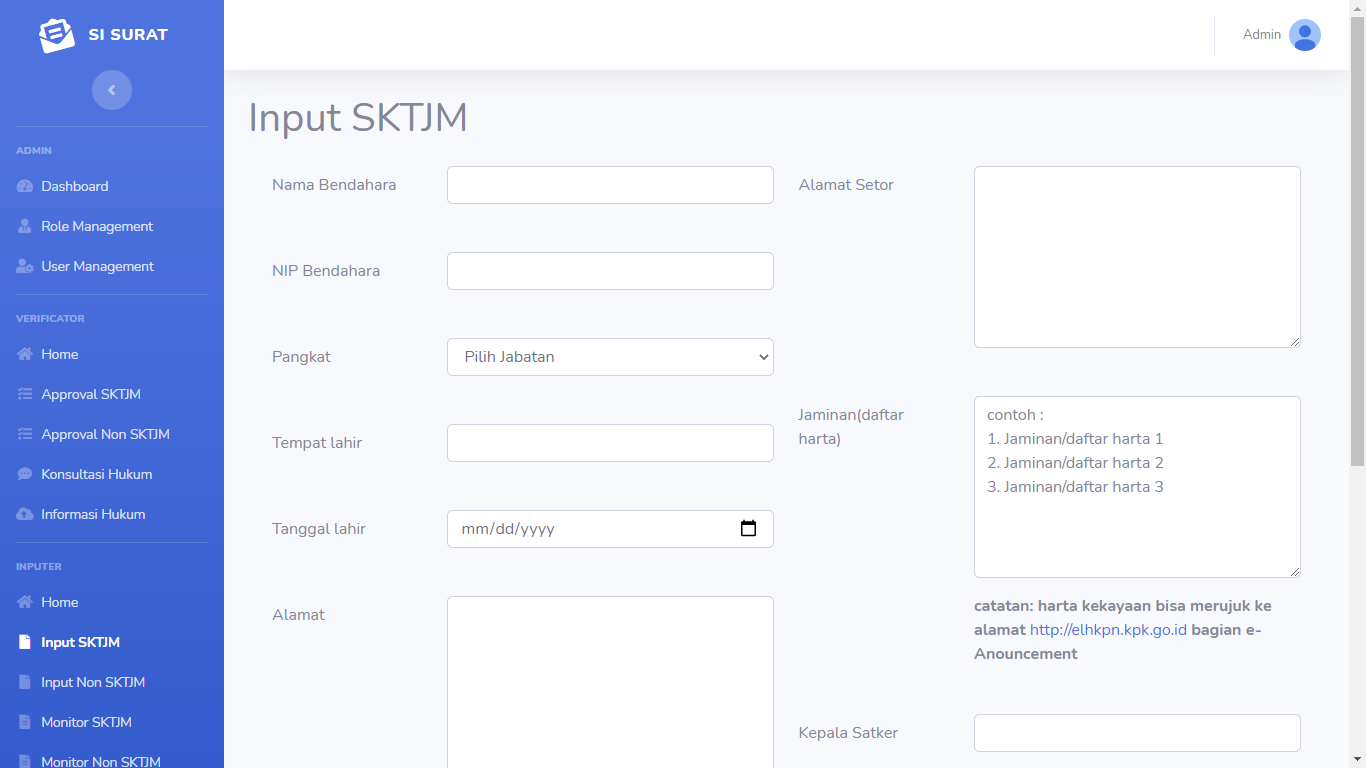 SI SURAT
ADMIN
Dashboard
Role Management
User Management
VERIFICATOR
Home
Approval SKTJM
Approval Non SKTJM
Konsultasi Hukum
Informasi Hukum
INPUTER
Home
Input SKTJM
Input Non SKTJM
Monitor SKTJM
Monitor Non SKTJM
Admin
Input SKTJM
Nama Bendahara
NIP Bendahara
Pangkat
Pilih Jabatan
Tempat lahir
Tanggal lahir
mm/dd/yyyy
Alamat
Alamat Setor
Jaminan(daftar
harta)
contoh :
1. Jaminan/daftar harta 1
2. Jaminan/daftar harta 2
3. Jaminan/daftar harta 3
catatan: harta kekayaan bisa merujuk ke
alamat http://elhkpn.kpk.go.id bagian e-
Anouncement
Kepala Satker